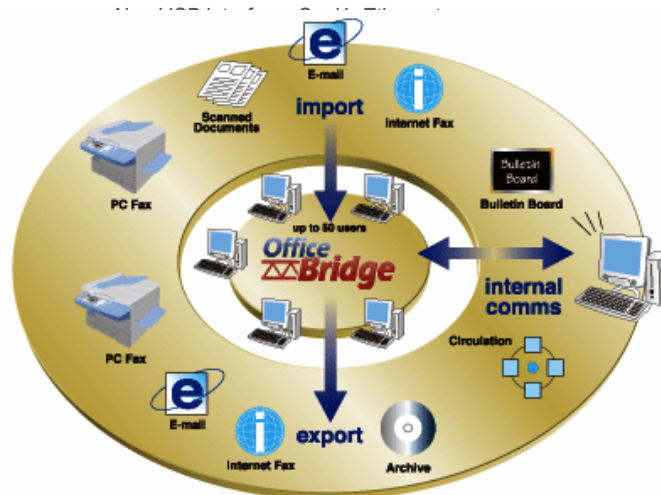 E-mail
Scanned
Documents
import
Internet Fax
PC Fax
Bulletin
Board
Bulletin Board
up to 50 users
Office
Bridge
internal
comms
PC Fax
Circulation
E-mail
Internet Fax
export
Archive